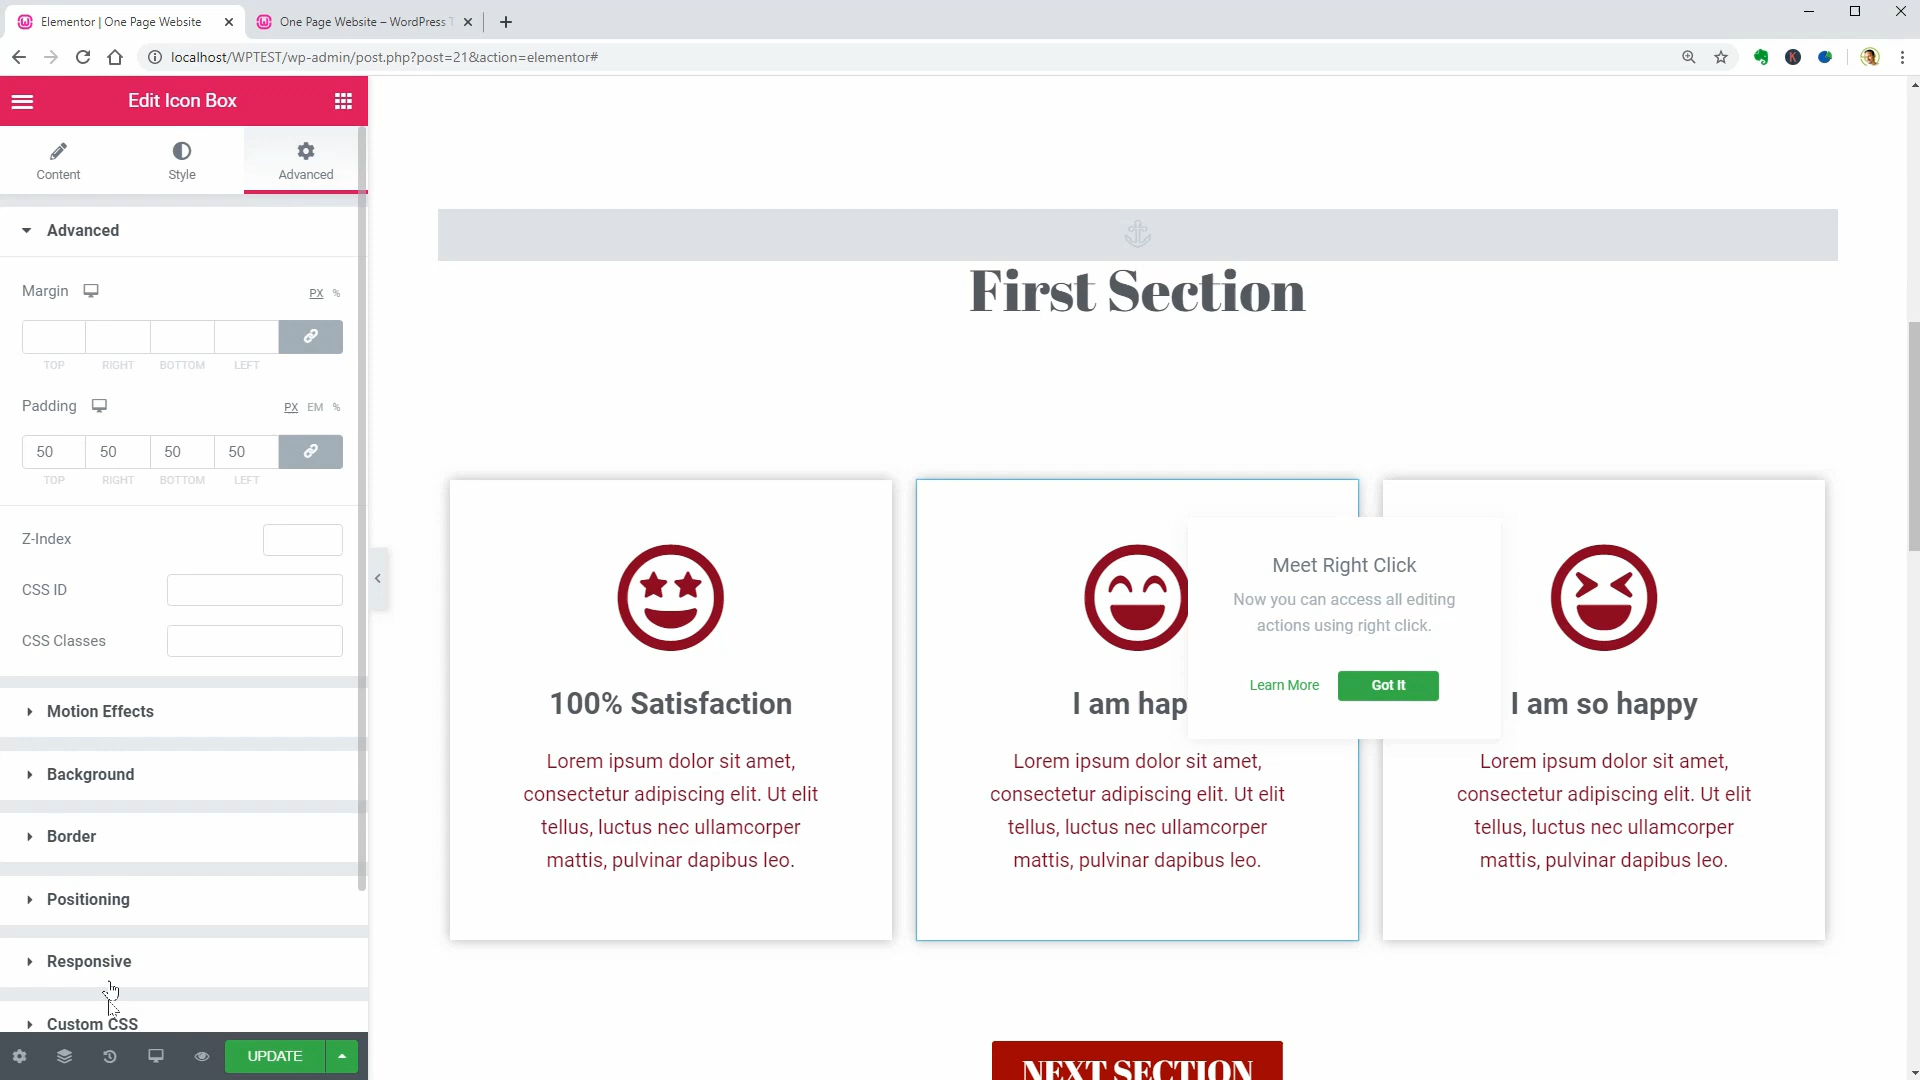 Elementor | One Page Website
One Page Website – WordPress
localhost/WPTEST/wp-admin/post.php?post=21&action=elementor#
Edit Icon Box
Content
Style
Advanced
Advanced
Margin
PX %
TOP RIGHT BOTTOM LEFT
Padding
PX EM %
50 50 50 50
TOP RIGHT BOTTOM LEFT
Z-Index
CSS ID
CSS Classes
Motion Effects
Background
Border
Positioning
Responsive
Custom CSS
UPDATE
First Section
100% Satisfaction
Lorem ipsum dolor sit amet,
consectetur adipiscing elit. Ut elit
tellus, luctus nec ullamcorper
mattis, pulvinar dapibus leo.
I am hap
Lorem ipsum dolor sit amet,
consectetur adipiscing elit. Ut elit
tellus, luctus nec ullamcorper
mattis, pulvinar dapibus leo.
Meet Right Click
Now you can access all editing
actions using right click.
Learn More
Got It
I am so happy
Lorem ipsum dolor sit amet,
consectetur adipiscing elit. Ut elit
tellus, luctus nec ullamcorper
mattis, pulvinar dapibus leo.
NEXT SECTION